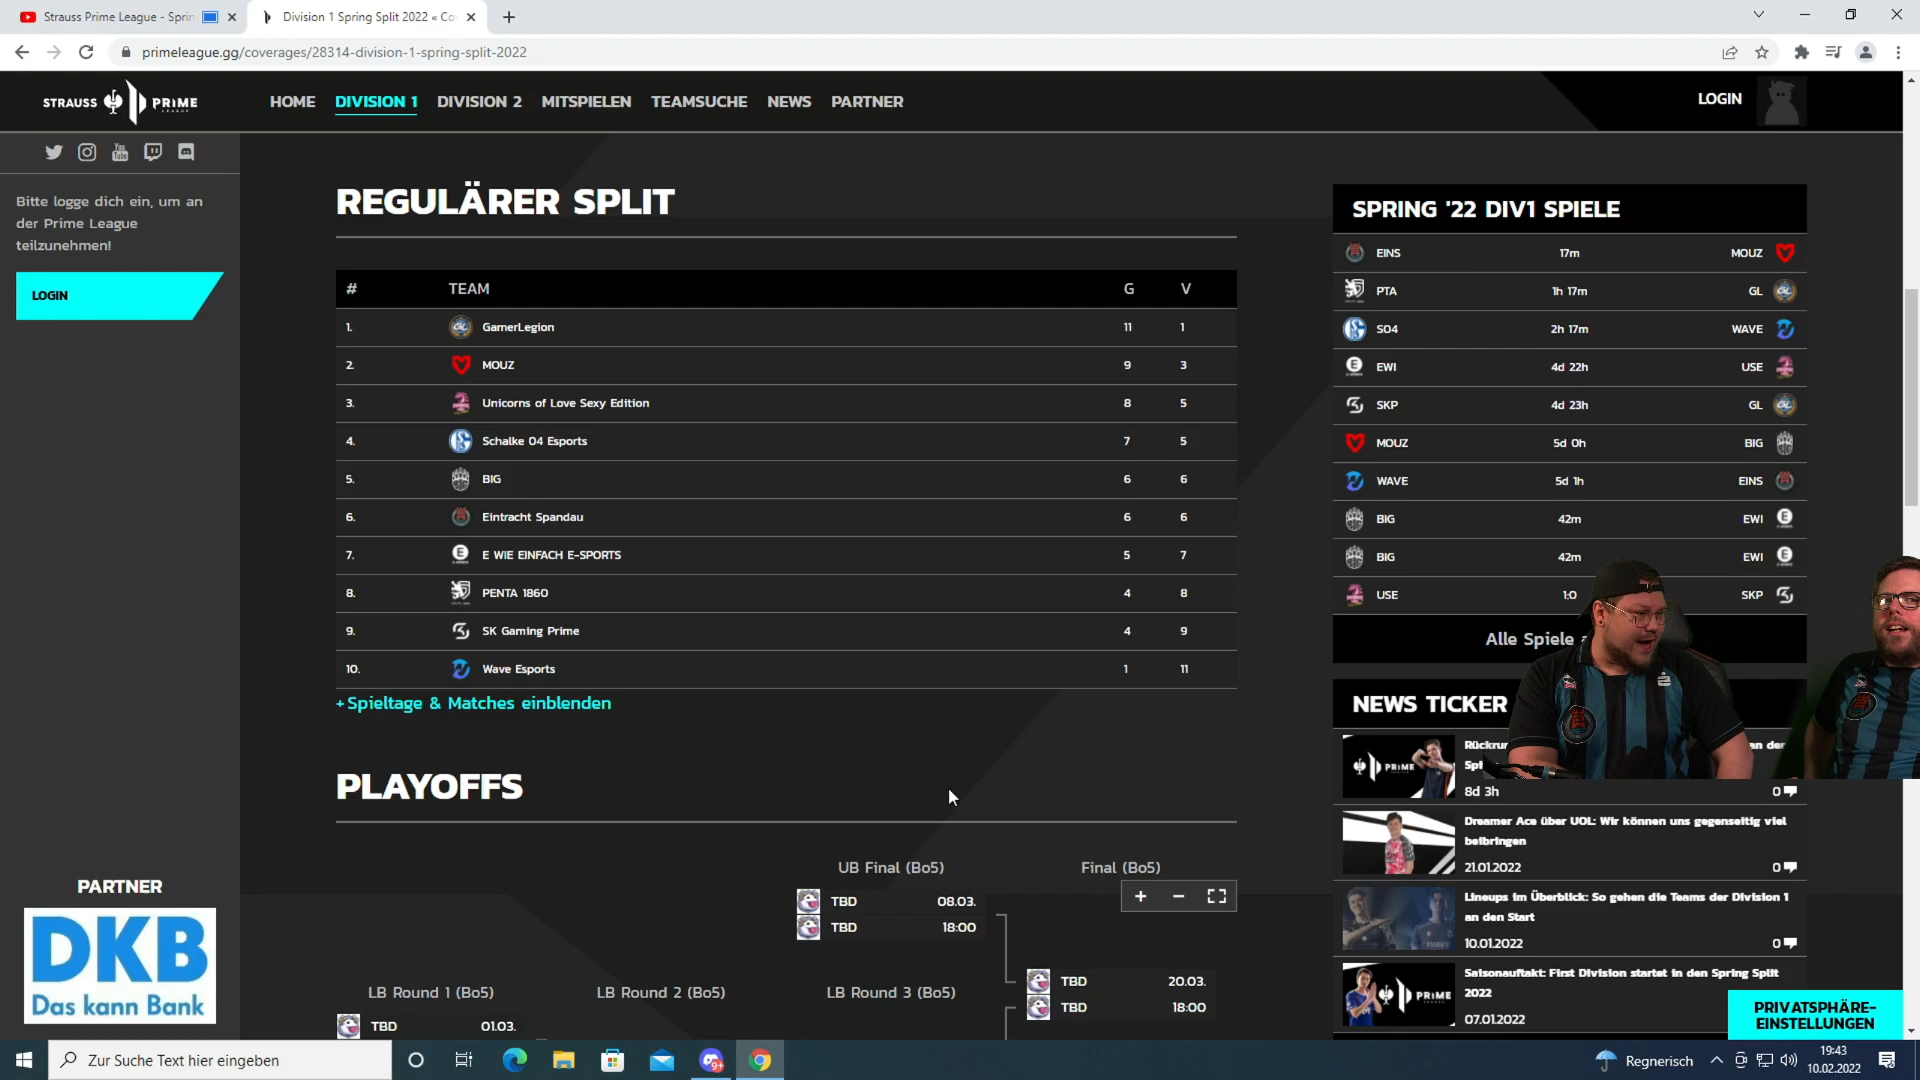 Strauss Prime League - Sprin
Division 1 Spring Split 2022 « Co
primeleague.gg/coverages/28314-division-1-spring-split-2022
STRAUSS PRIME
LEAGUE
HOME DIVISION 1 DIVISION 2 MITSPIELEN TEAMSUCHE NEWS PARTNER
LOGIN
Bitte logge dich ein, um an
der Prime League
teilzunehmen!
LOGIN
PARTNER
DKB
Das kann Bank
REGULÄRER SPLIT
# TEAM G V
1. GamerLegion 11 1
2. MOUZ 9 3
3. Unicorns of Love Sexy Edition 8 5
4. Schalke 04 Esports 7 5
5. BIG 6 6
6. Eintracht Spandau 6 6
7. E WIE EINFACH E-SPORTS 5 7
8. PENTA 1860 4 8
9. SK Gaming Prime 4 9
10. Wave Esports 1 11
+ Spieltage & Matches einblenden
PLAYOFFS
UB Final (Bo5)
Final (Bo5)
TBD 08.03.
TBD 18:00
+ −
TBD 20.03.
TBD 18:00
LB Round 1 (Bo5) LB Round 2 (Bo5) LB Round 3 (Bo5)
TBD 01.03.
SPRING '22 DIV1 SPIELE
EINS 17m MOUZ
PTA 1h 17m GL
S04 2h 17m WAVE
EWI 4d 22h USE
SKP 4d 23h GL
MOUZ 5d 0h BIG
WAVE 5d 1h EINS
BIG 42m EWI
BIG 42m EWI
USE 1:0 SKP
Alle Spiele
NEWS TICKER
an der
8d 3h 0
Dreamer Ace über UOL: Wir können uns gegenseitig viel
beibringen
21.01.2022 0
Lineups im Überblick: So gehen die Teams der Division 1
an den Start
10.01.2022 0
Saisonauftakt: First Division startet in den Spring Split
2022
07.01.2022
PRIME
PRIME
PRIVATSPHÄRE-
EINSTELLUNGEN
Zur Suche Text hier eingeben
9+
Regnerisch
19:43
10.02.2022